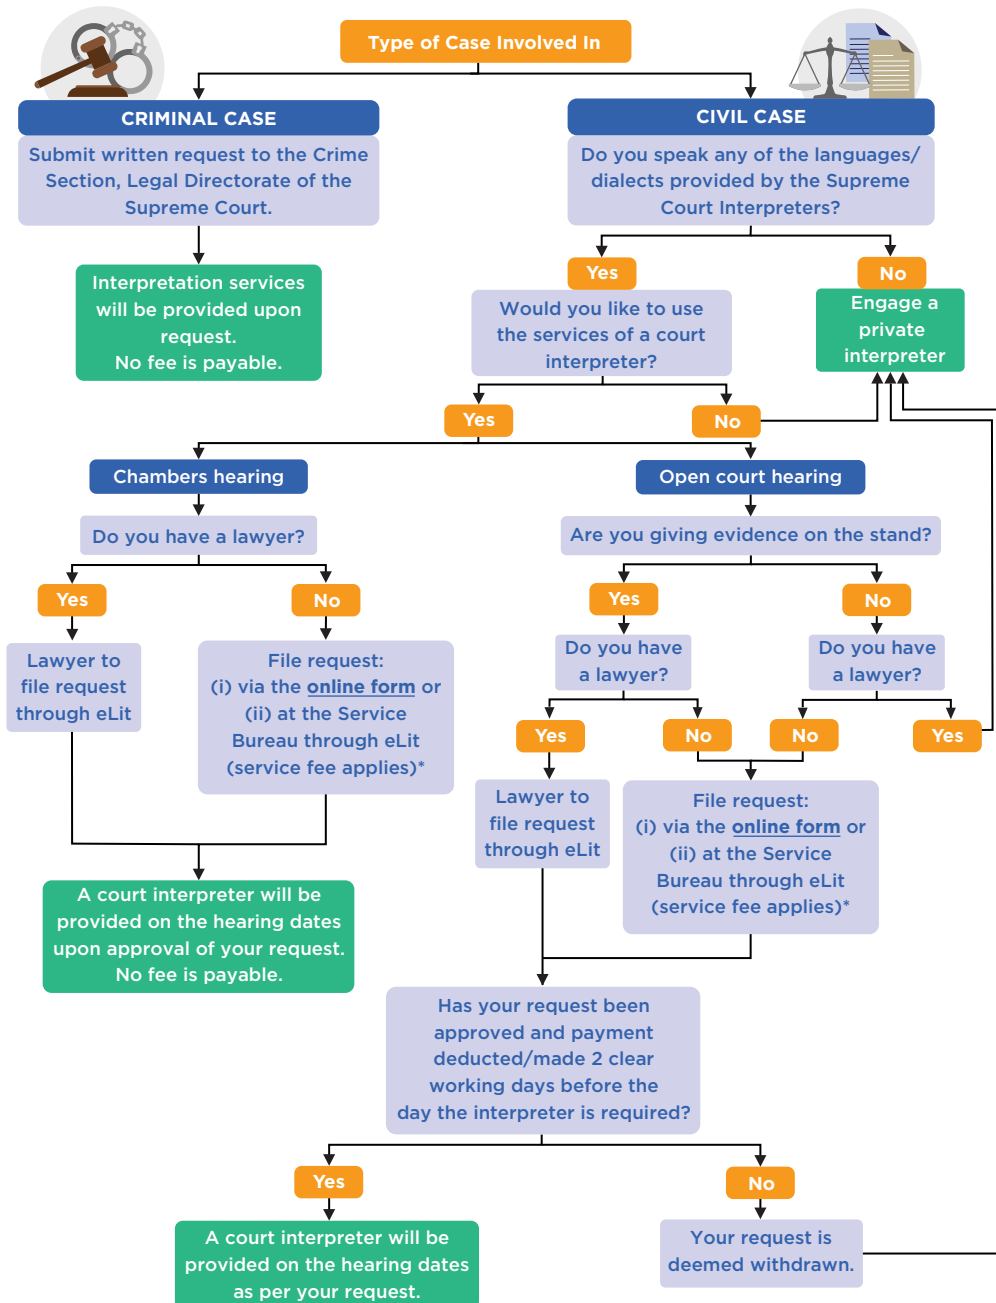 Type of Case Involved In
CRIMINAL CASE
Submit written request to the Crime
Section, Legal Directorate of the
Supreme Court.
Interpretation services
will be provided upon
request.
No fee is payable.
CIVIL CASE
Do you speak any of the languages/
dialects provided by the Supreme
Court Interpreters?
Yes
No
Would you like to use
the services of a court
interpreter?
Engage a
private
interpreter
Yes
No
Chambers hearing
Do you have a lawyer?
Yes
No
Lawyer to
file request
through eLit
File request:
(i) via the online form or
(ii) at the Service
Bureau through eLit
(service fee applies)*
A court interpreter will be
provided on the hearing dates
upon approval of your request.
No fee is payable.
Open court hearing
Are you giving evidence on the stand?
Yes
No
Do you have
a lawyer?
Do you have
a lawyer?
Yes
No
No
Yes
Lawyer to
file request
through eLit
File request:
(i) via the online form or
(ii) at the Service
Bureau through eLit
(service fee applies)*
Has your request been
approved and payment
deducted/made 2 clear
working days before the
day the interpreter is required?
Yes
No
A court interpreter will be
provided on the hearing dates
as per your request.
Your request is
deemed withdrawn.